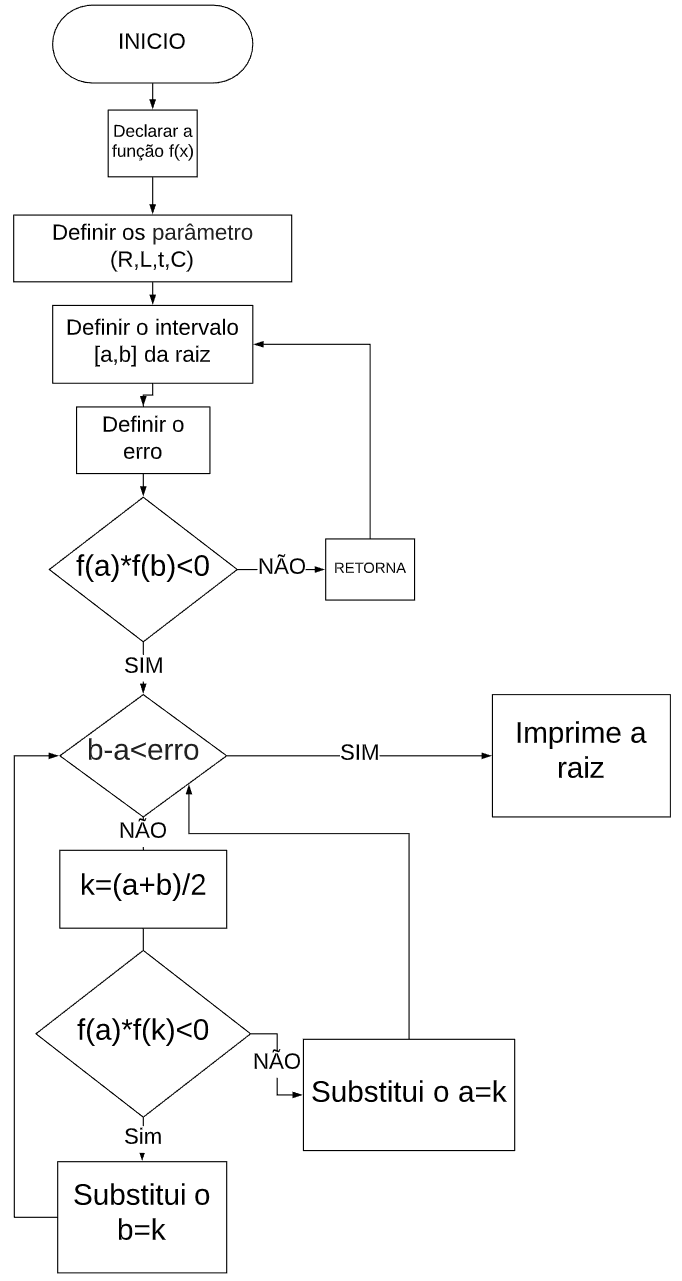 INICIO
Declarar a
função f(x)
Definir os parâmetro
(R,L,t,C)
Definir o intervalo
[a,b] da raiz
Definir o
erro
f(a)*f(b)<0
NÃO
RETORNA
SIM
b-a<erro
SIM
Imprime a
raiz
NÃO
k=(a+b)/2
f(a)*f(k)<0
NÃO
Substitui o a=k
Sim
Substitui o
b=k